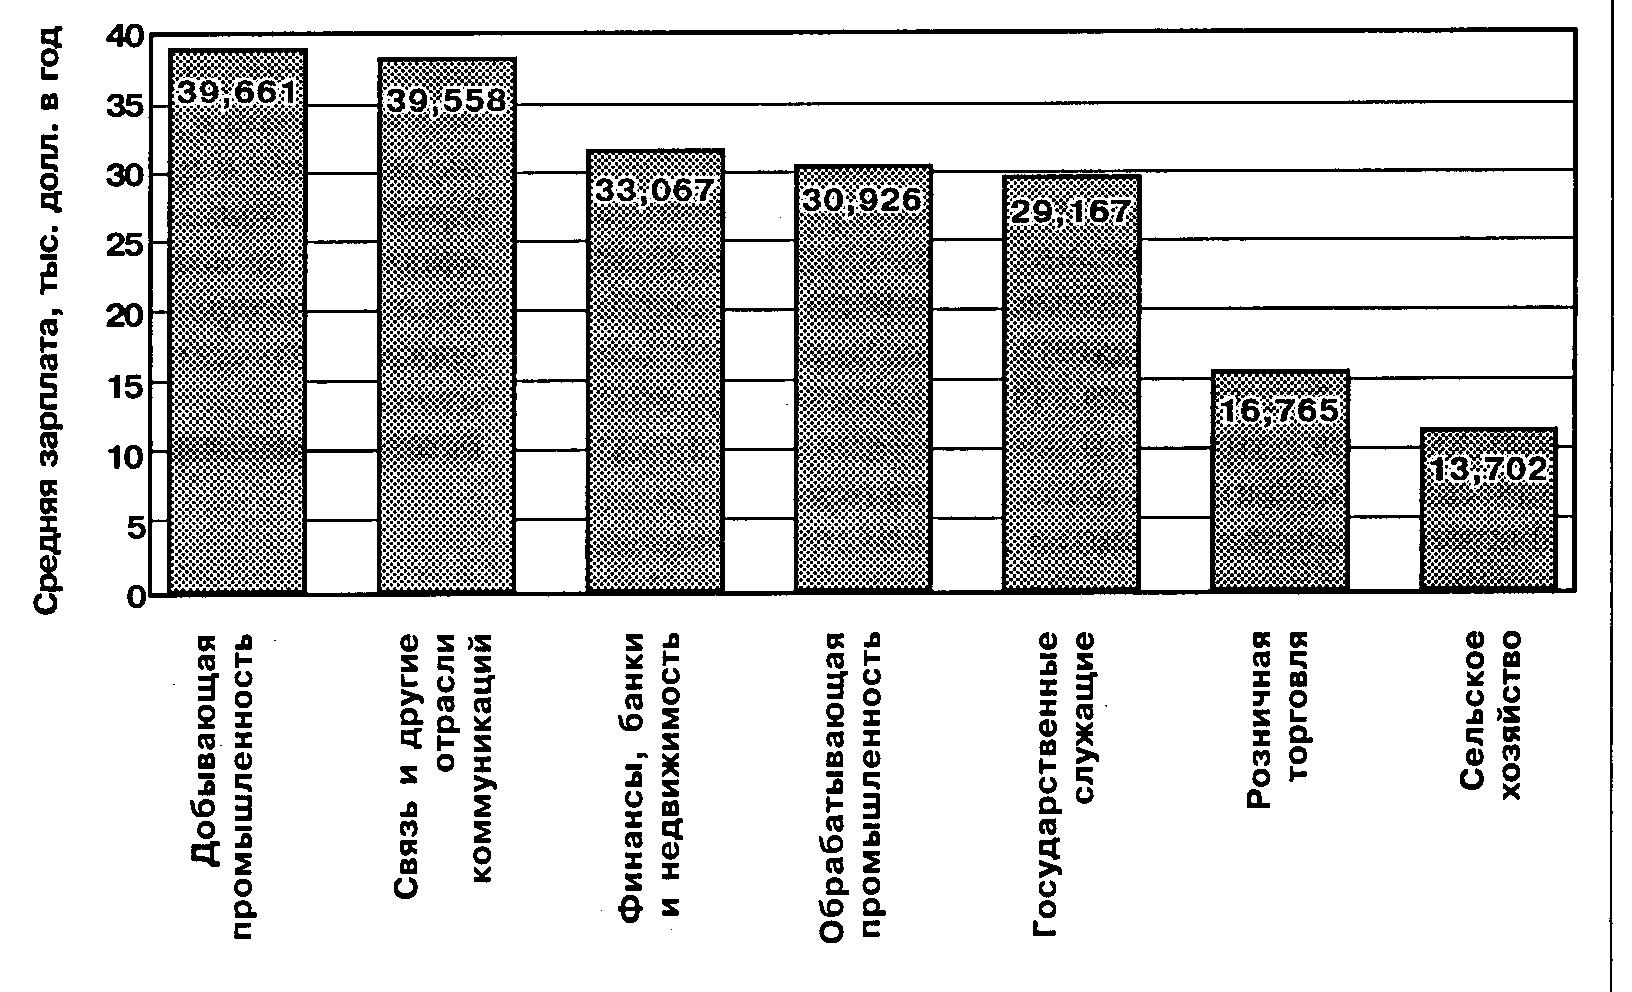 Средняя зарплата, тыс. долл. в год
40
35
30
25
20
15
10
5
0
39,661
39,558
33,067
30,926
29,167
16,765
13,702
Добывающая
промышленность
Связь и другие
отрасли
коммуникаций
Финансы, банки
и недвижимость
Обрабатывающая
промышленность
Государственные
служащие
Розничная
торговля
Сельское
хозяйство